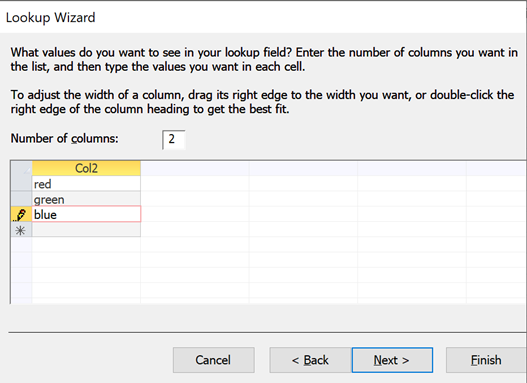 Lookup Wizard
What values do you want to see in your lookup field? Enter the number of columns you want in
the list, and then type the values you want in each cell.
To adjust the width of a column, drag its right edge to the width you want, or double-click the
right edge of the column heading to get the best fit.
Number of columns: 2
Col2
red
green
blue
Cancel < Back Next > Finish